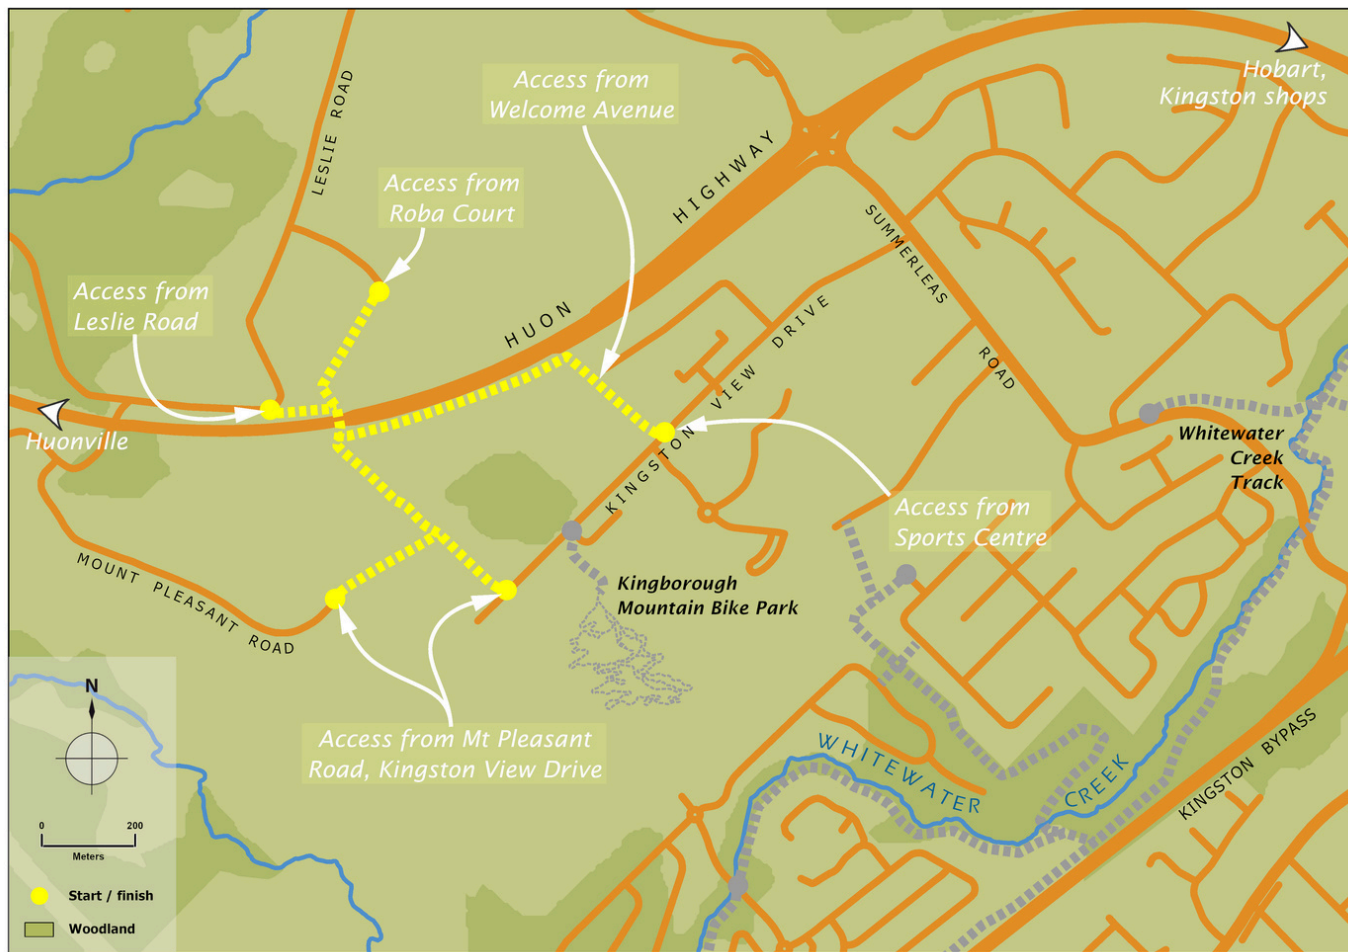 Hobart,
Kingston shops
Access from
Welcome Avenue
LESLIE ROAD
HUON HIGHWAY
Access from
Roba Court
SUMMERLEAS ROAD
Access from
Leslie Road
KINGSTON VIEW DRIVE
Huonville
Whitewater
Creek
Track
Access from
Sports Centre
MOUNT PLEASANT ROAD
Kingborough
Mountain Bike Park
Access from Mt Pleasant
Road, Kingston View Drive
WHITEWATER CREEK
KINGSTON BYPASS
N
0 200
Meters
Start / finish
Woodland